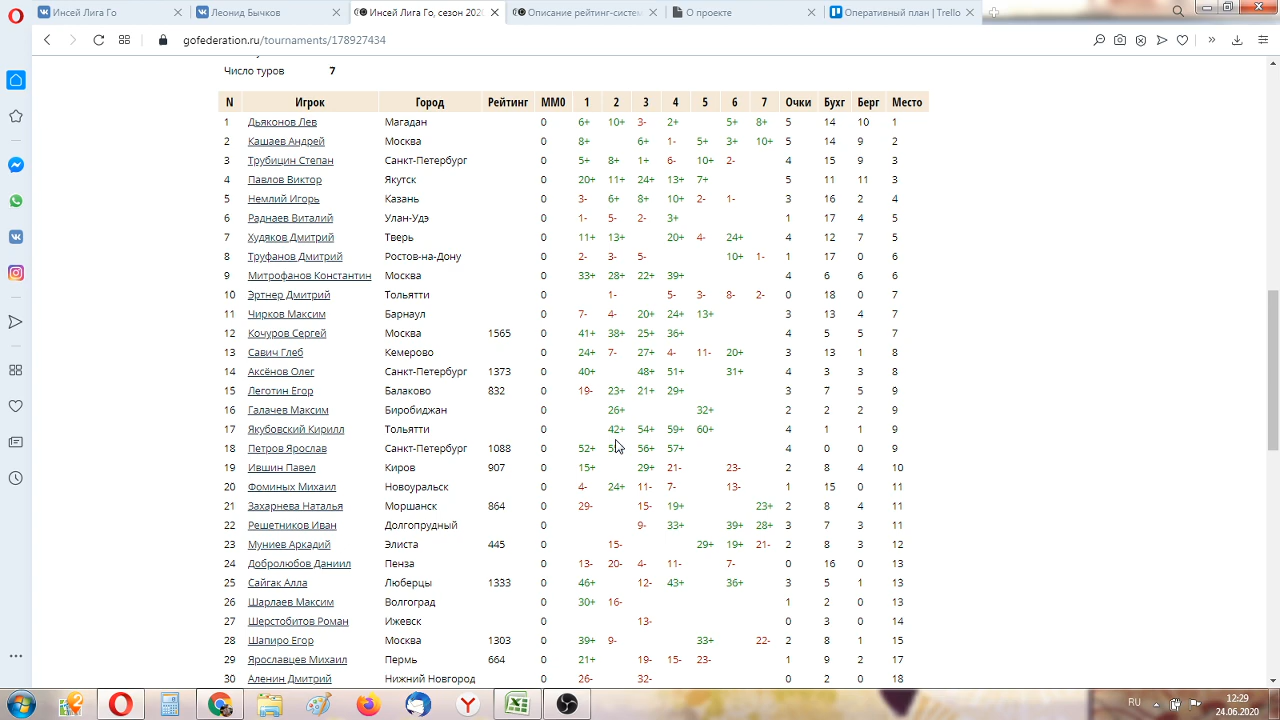 Инсей Лига Го
Леонид Бычков
Инсей Лига Го, сезон 202
Описание рейтинг-систем
О проекте
Оперативный план | Trello
gofederation.ru/tournaments/178927434
Число туров 7
N Игрок Город Рейтинг ММ0 1 2 3 4 5 6 7 Очки Бухг Берг Место
1 Дьяконов Лев Магадан 0 6+ 10+ 3- 2+ 5+ 8+ 5 14 10 1
2 Кашаев Андрей Москва 0 8+ 6+ 1- 5+ 3+ 10+ 5 14 9 2
3 Трубицин Степан Санкт-Петербург 0 5+ 8+ 1+ 6- 10+ 2- 4 15 9 3
4 Павлов Виктор Якутск 0 20+ 11+ 24+ 13+ 7+ 5 11 11 3
5 Немлий Игорь Казань 0 3- 6+ 8+ 10+ 2- 1- 3 16 2 4
6 Раднаев Виталий Улан-Удэ 0 1- 5- 2- 3+ 1 17 4 5
7 Худяков Дмитрий Тверь 0 11+ 13+ 20+ 4- 24+ 4 12 7 5
8 Труфанов Дмитрий Ростов-на-Дону 0 2- 3- 5- 10+ 1- 1 17 0 6
9 Митрофанов Константин Москва 0 33+ 28+ 22+ 39+ 4 6 6 6
10 Эртнер Дмитрий Тольятти 0 1- 5- 3- 8- 2- 0 18 0 7
11 Чирков Максим Барнаул 0 7- 4- 20+ 24+ 13+ 3 13 4 7
12 Кочуров Сергей Москва 1565 0 41+ 38+ 25+ 36+ 4 5 5 7
13 Савич Глеб Кемерово 0 24+ 7- 27+ 4- 11- 20+ 3 13 1 8
14 Аксёнов Олег Санкт-Петербург 1373 0 40+ 48+ 51+ 31+ 4 3 3 8
15 Леготин Егор Балаково 832 0 19- 23+ 21+ 29+ 3 7 5 9
16 Галачев Максим Биробиджан 0 26+ 32+ 2 2 2 9
17 Якубовский Кирилл Тольятти 0 42+ 54+ 59+ 60+ 4 1 1 9
18 Петров Ярослав Санкт-Петербург 1088 0 52+ 56+ 57+ 4 0 0 9
19 Ившин Павел Киров 907 0 15+ 29+ 21- 23- 2 8 4 10
20 Фоминых Михаил Новоуральск 0 4- 24+ 11- 7- 13- 1 15 0 11
21 Захарнева Наталья Моршанск 864 0 29- 15- 19+ 23+ 2 8 4 11
22 Решетников Иван Долгопрудный 0 9- 33+ 39+ 28+ 3 7 3 11
23 Муниев Аркадий Элиста 445 0 15- 29+ 19+ 21- 2 8 3 12
24 Добролюбов Даниил Пенза 0 13- 20- 4- 11- 7- 0 16 0 13
25 Сайгак Алла Люберцы 1333 0 46+ 12- 43+ 36+ 3 5 1 13
26 Шарлаев Максим Волгоград 0 30+ 16- 1 2 0 13
27 Шерстобитов Роман Ижевск 0 13- 0 3 0 14
28 Шапиро Егор Москва 1303 0 39+ 9- 33+ 22- 2 8 1 15
29 Ярославцев Михаил Пермь 664 0 21+ 19- 15- 23- 1 9 2 17
30 Аленин Дмитрий Нижний Новгород 0 26- 32- 0 2 0 18
RU 12:29
24.06.2020